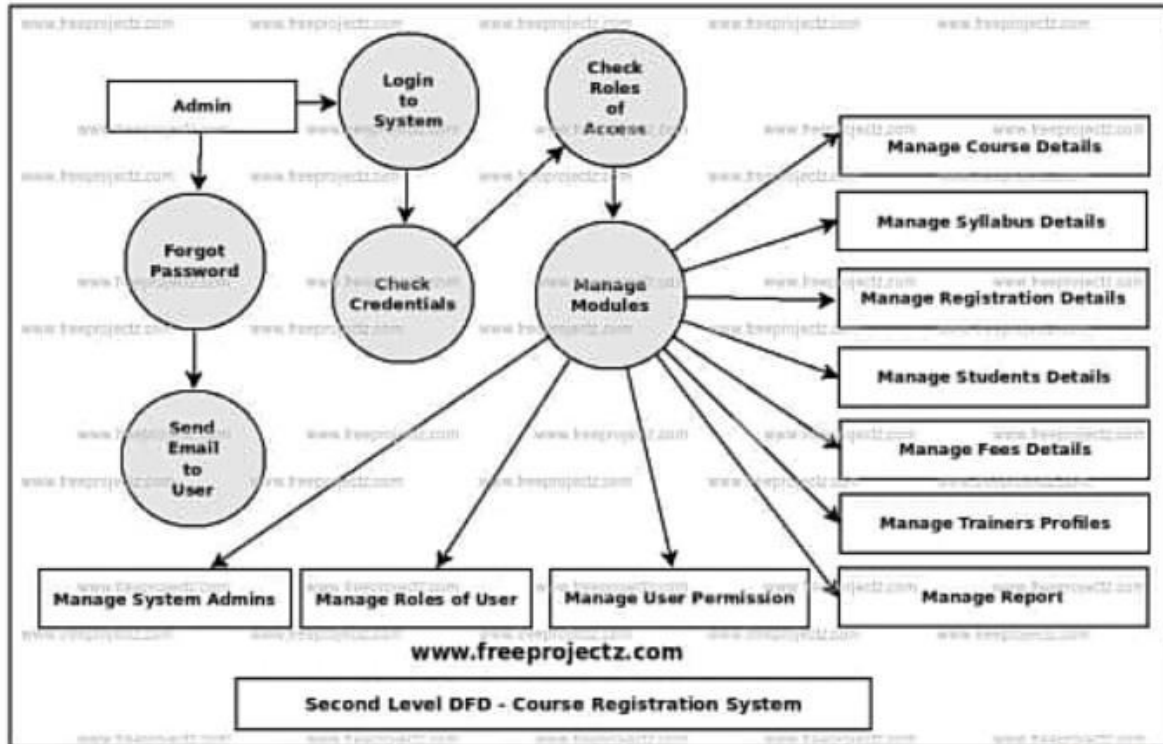 Admin
Login
to
System
Check
Roles
of
Access
Forgot
Password
Check
Credentials
Manage
Modules
Send
Email
to
User
Manage Course Details
Manage Syllabus Details
Manage Registration Details
Manage Students Details
Manage Fees Details
Manage Trainers Profiles
Manage Report
Manage System Admins
Manage Roles of User
Manage User Permission
www.freeprojectz.com
Second Level DFD - Course Registration System